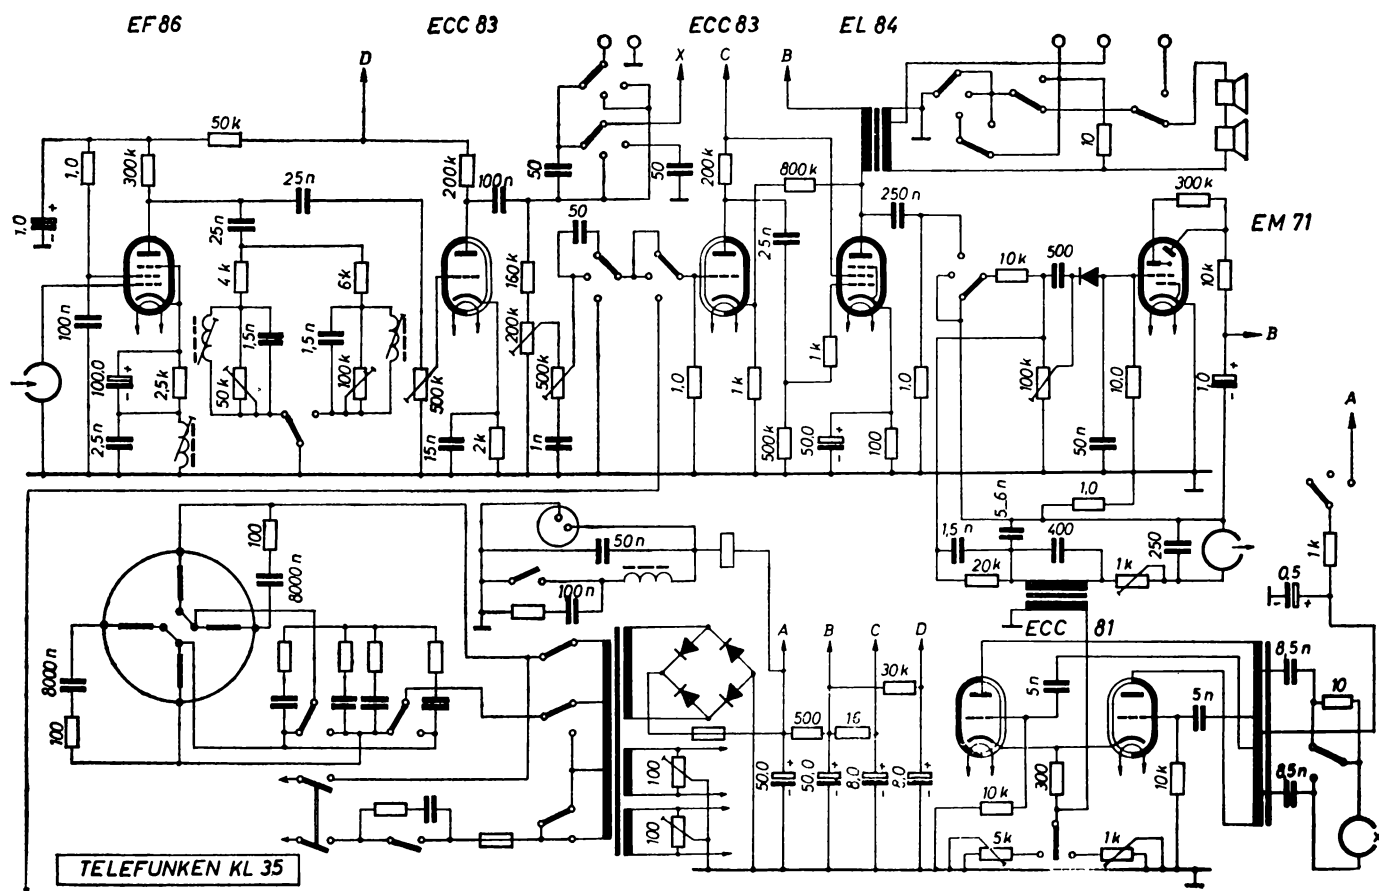 EF 86
ECC 83
ECC 83
EL 84
D
X
C
B
50k
1,0
300k
200k
100n
50
50
200k
800k
10
300k
25n
250n
EM 71
1,0
+
-
25n
50
25n
10k
500
4k
6k
160k
10k
100n
1,5n
1,5n
200k
B
100,0
+
-
2,5k
50k
100k
500k
500k
1,0
1k
1k
1,0
100k
10,0
1,0
+
-
A
2,5n
15n
2k
1n
500k
50,0
+
-
100
50n
5_6n
1,0
100
50n
1,5n
400
250
1k
8000n
20k
1k
0,5
- +
100n
ECC 81
A
B
C
D
8000n
30k
5n
8,5n
10
100
500
16
5n
100
50,0
+
-
50,0
+
-
8,0
+
-
8,0
+
-
10k
300
10k
8,5n
100
5k
1k
X
TELEFUNKEN KL 35